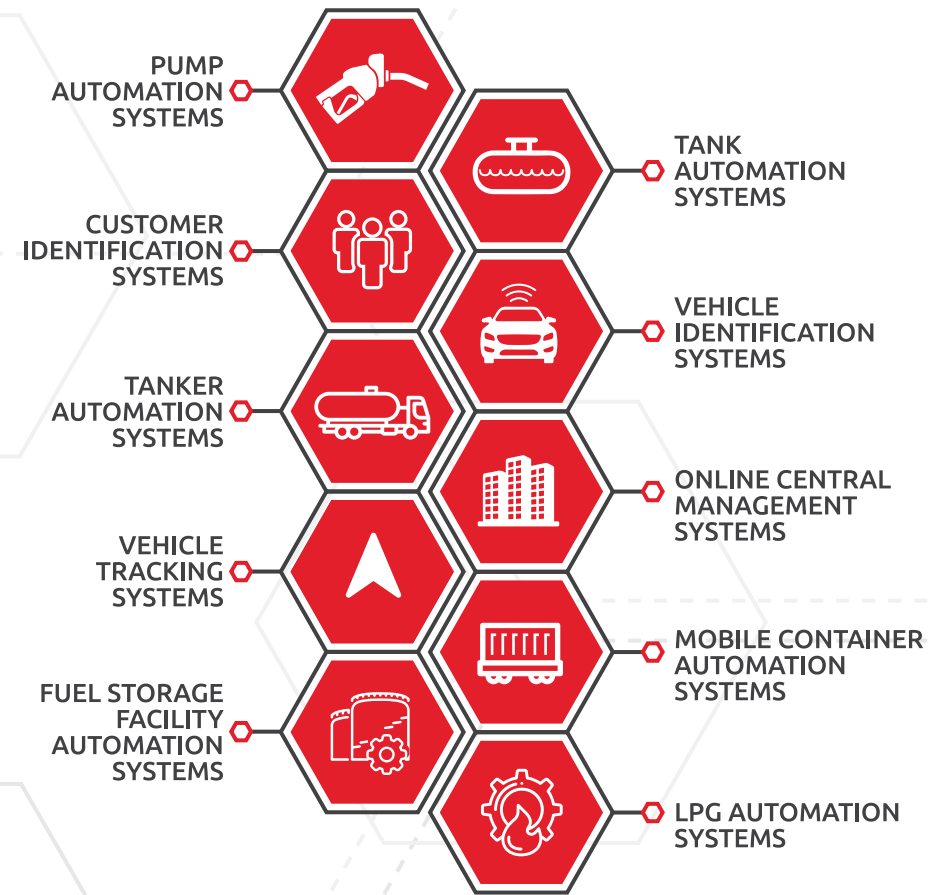 PUMP
AUTOMATION
SYSTEMS
TANK
AUTOMATION
SYSTEMS
CUSTOMER
IDENTIFICATION
SYSTEMS
VEHICLE
IDENTIFICATION
SYSTEMS
TANKER
AUTOMATION
SYSTEMS
ONLINE CENTRAL
MANAGEMENT
SYSTEMS
VEHICLE
TRACKING
SYSTEMS
MOBILE CONTAINER
AUTOMATION
SYSTEMS
FUEL STORAGE
FACILITY
AUTOMATION
SYSTEMS
LPG AUTOMATION
SYSTEMS